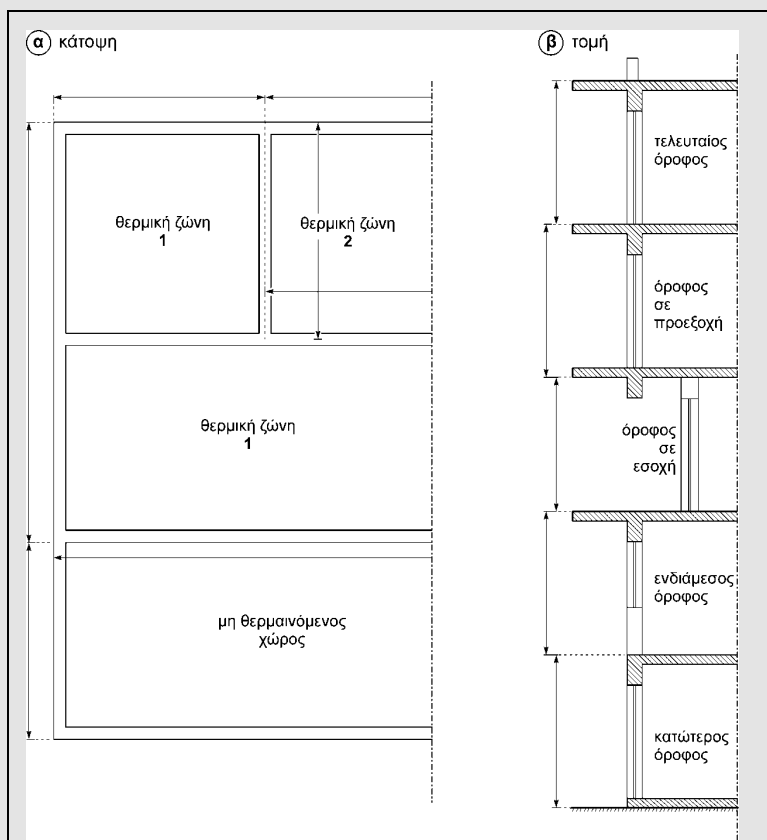 α κάτοψη
β τομή
θερμική ζώνη
1
θερμική ζώνη
2
θερμική ζώνη
1
μη θερμαινόμενος
χώρος
τελευταίος
όροφος
όροφος
σε
προεξοχή
όροφος
σε
εσοχή
ενδιάμεσος
όροφος
κατώτερος
όροφος